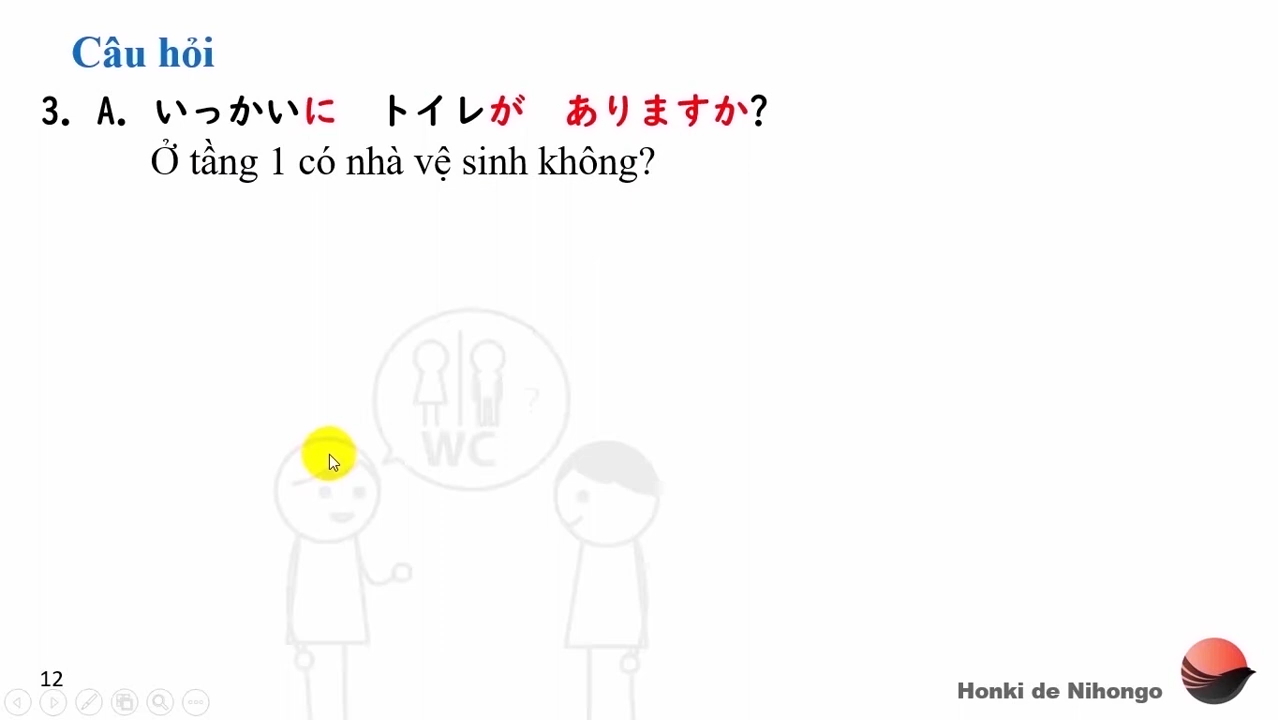 Câu hỏi
3. A. いっかいに トイレが ありますか?
Ở tầng 1 có nhà vệ sinh không?
?
WC
12
Honki de Nihongo